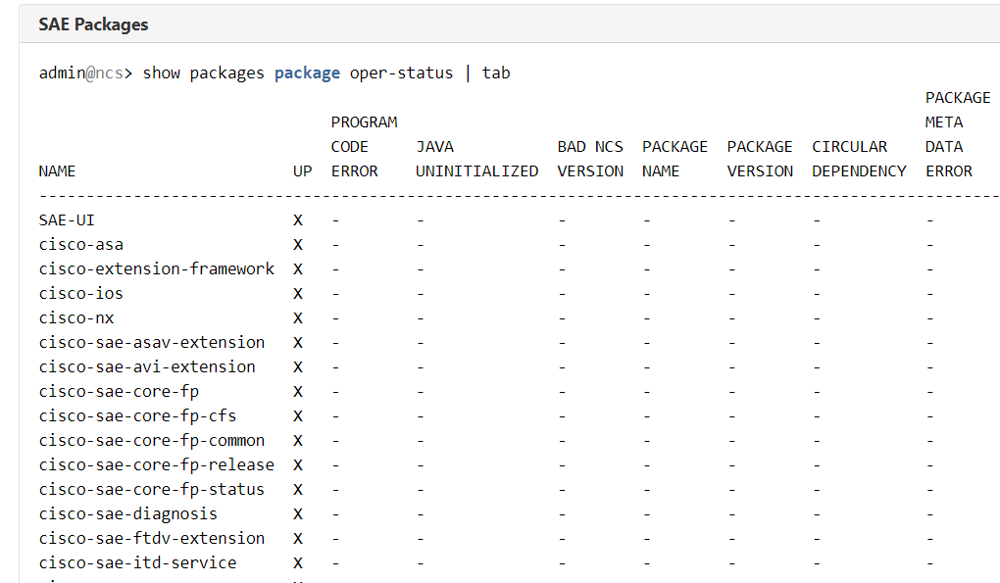 SAE Packages
admin@ncs> show packages package oper-status | tab
PACKAGE
PROGRAM META
CODE JAVA BAD NCS PACKAGE PACKAGE CIRCULAR DATA
NAME UP ERROR UNINITIALIZED VERSION NAME VERSION DEPENDENCY ERROR
------------------------------------------------------------------------------------------------------
SAE-UI X - - - - - - -
cisco-asa X - - - - - - -
cisco-extension-framework X - - - - - - -
cisco-ios X - - - - - - -
cisco-nx X - - - - - - -
cisco-sae-asav-extension X - - - - - - -
cisco-sae-avi-extension X - - - - - - -
cisco-sae-core-fp X - - - - - - -
cisco-sae-core-fp-cfs X - - - - - - -
cisco-sae-core-fp-common X - - - - - - -
cisco-sae-core-fp-release X - - - - - - -
cisco-sae-core-fp-status X - - - - - - -
cisco-sae-diagnosis X - - - - - - -
cisco-sae-ftdv-extension X - - - - - - -
cisco-sae-itd-service X - - - - - - -